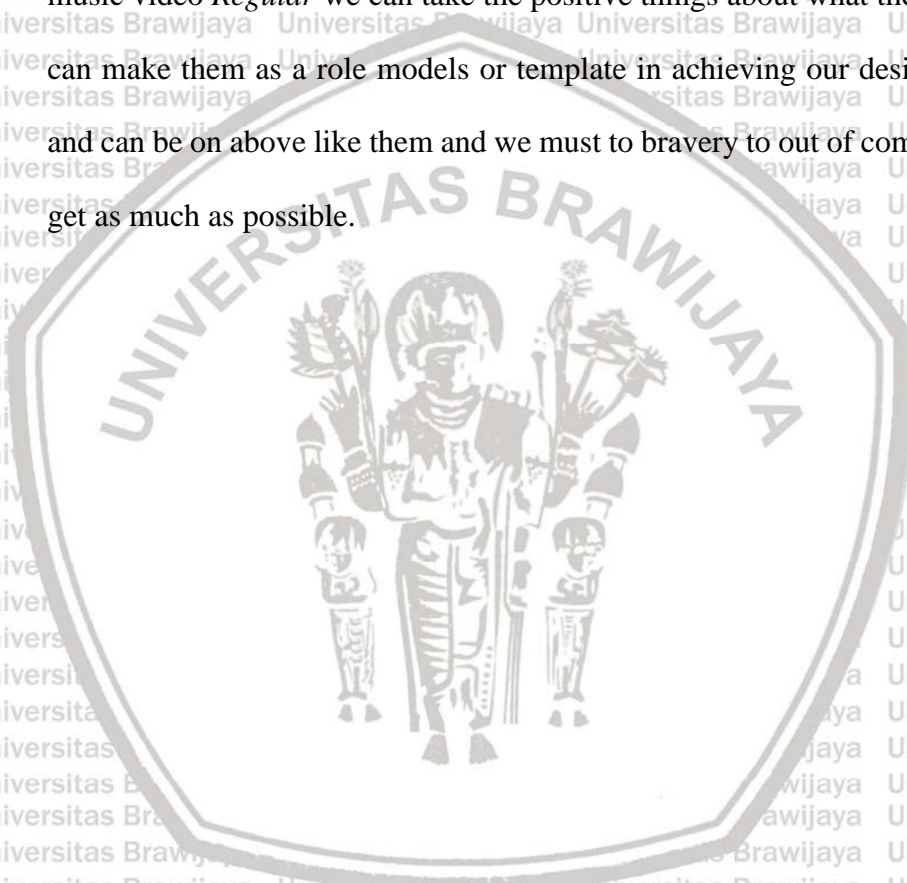 music video Regular we can take the positive things about what the
can make them as a role models or template in achieving our desi
and can be on above like them and we must to bravery to out of com
get as much as possible.
UNIVERSITAS BRAWIJAYA